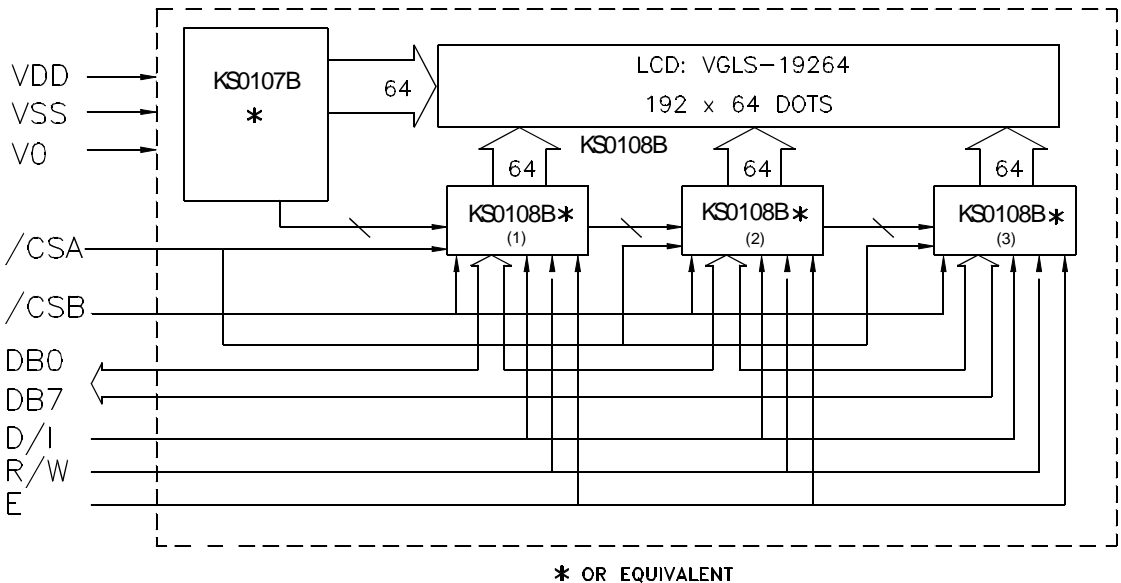 VDD
VSS
V0
/CSA
/CSB
DB0
DB7
D/I
R/W
E
KS0107B
*
64
LCD: VGLS-19264
192 x 64 DOTS
KS0108B
64
64
64
KS0108B*
(1)
KS0108B*
(2)
KS0108B*
(3)
* OR EQUIVALENT